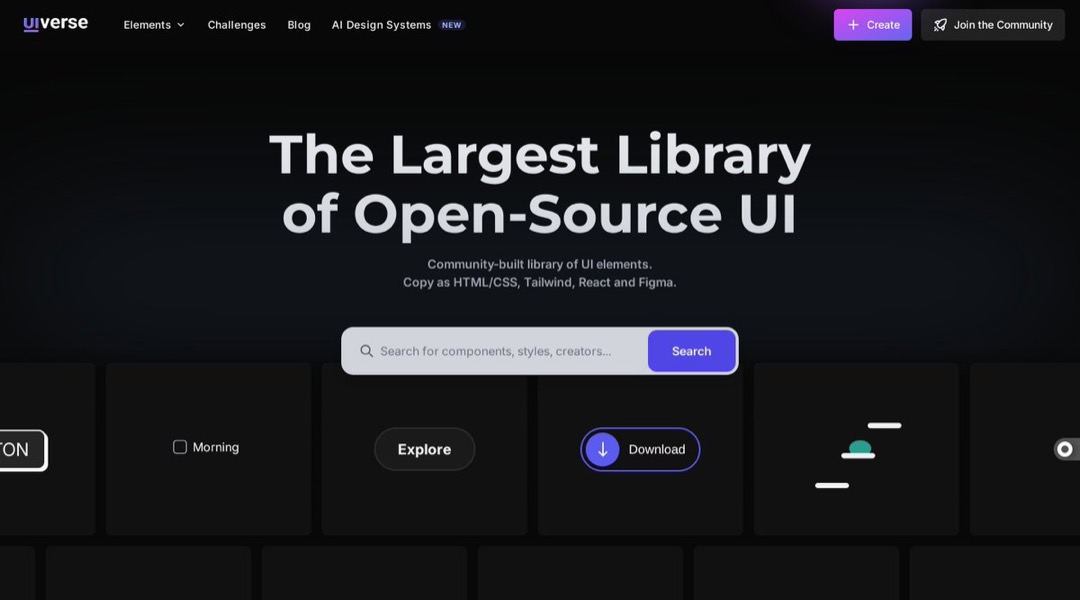 uiverse
Elements
Challenges
Blog
AI Design Systems NEW
Create
Join the Community
The Largest Library
of Open-Source UI
Community-built library of UI elements.
Copy as HTML/CSS, Tailwind, React and Figma.
Search for components, styles, creators...
Search
TON
Morning
Explore
Download